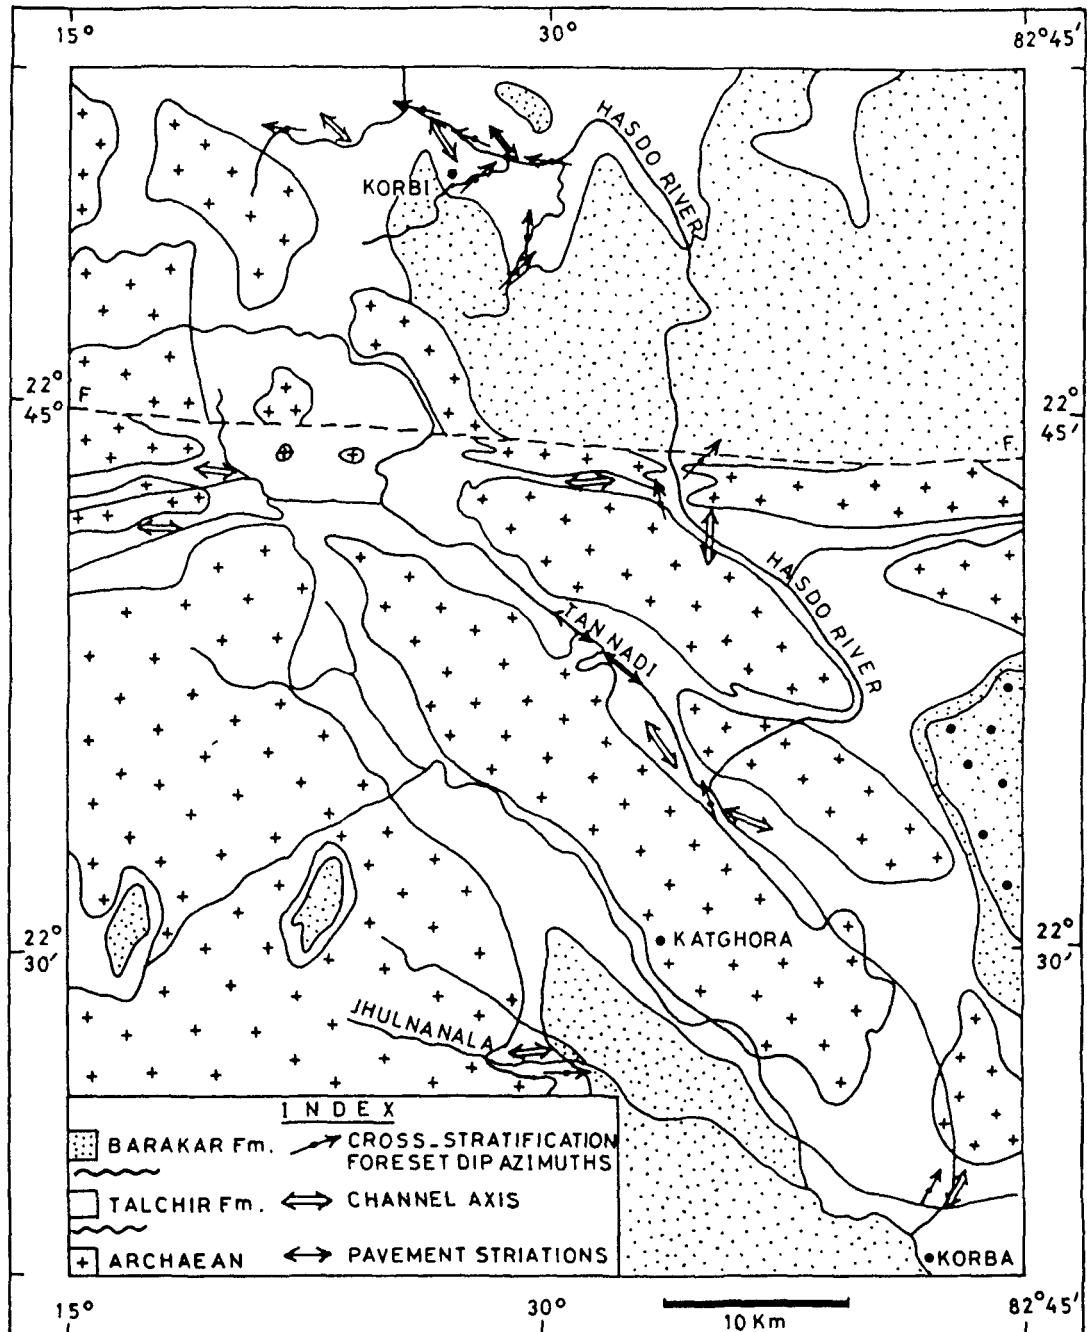 15°
30°
82°45′
HASDO RIVER
KORBI
22°
45°
F
22°
45′
F
HASDO RIVER
TAN NADI
22°
30′
KATGHORA
22°
30′
JHULNANALA
INDEX
BARAKAR Fm.
CROSS-STRATIFICATION
FORESET DIP AZIMUTHS
TALCHIR Fm.
CHANNEL AXIS
ARCHAEAN
PAVEMENT STRIATIONS
KORBA
15°
30°
10 Km
82°45′